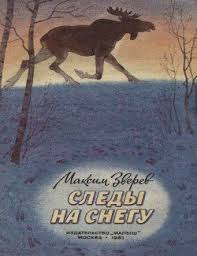 Максим Зверев
СЛЕДЫ
НА СНЕГУ
ИЗДАТЕЛЬСТВО „МАЛЫШ"
МОСКВА · 1981